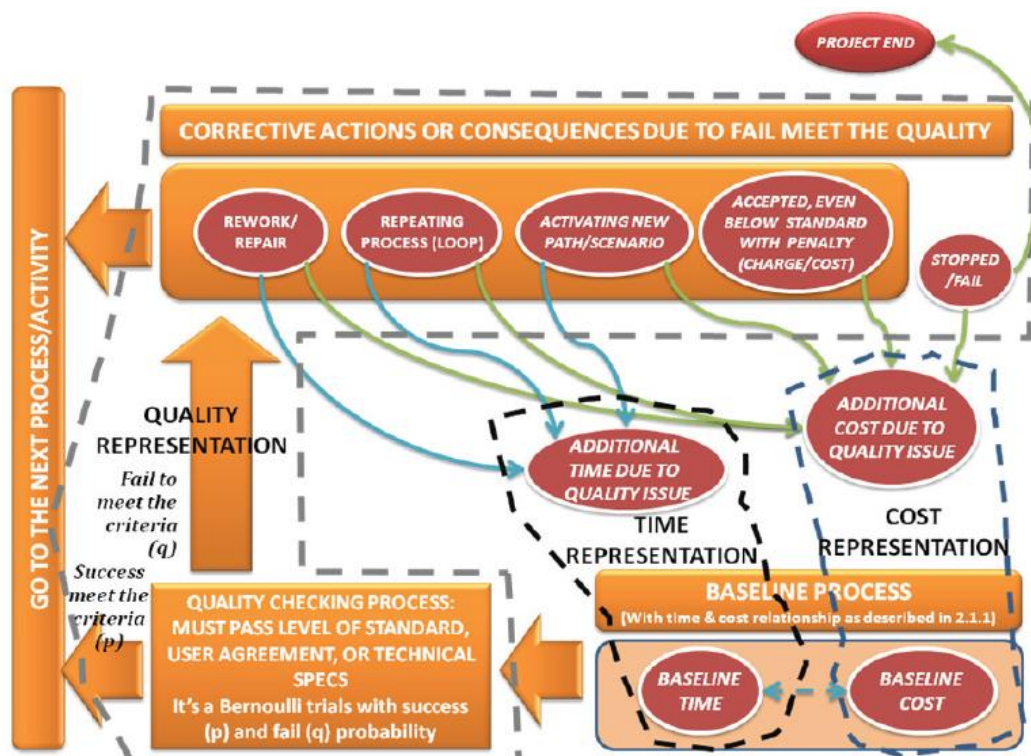 PROJECT END
CORRECTIVE ACTIONS OR CONSEQUENCES DUE TO FAIL MEET THE QUALITY
REWORK/
REPAIR
REPEATING
PROCESS (LOOP)
ACTIVATING NEW
PATH/SCENARIO
ACCEPTED, EVEN
BELOW STANDARD
WITH PENALTY
(CHARGE/COST)
STOPPED
/FAIL
GO TO THE NEXT PROCESS/ACTIVITY
QUALITY
REPRESENTATION
Fail to
meet the
criteria
(q)
Success
meet the
criteria
(p)
ADDITIONAL
TIME DUE TO
QUALITY ISSUE
ADDITIONAL
COST DUE TO
QUALITY ISSUE
TIME
REPRESENTATION
COST
REPRESENTATION
QUALITY CHECKING PROCESS:
MUST PASS LEVEL OF STANDARD,
USER AGREEMENT, OR TECHNICAL
SPECS
It's a Bernoulli trials with success
(p) and fail (q) probability
BASELINE PROCESS
(With time & cost relationship as described in 2.1.1)
BASELINE
TIME
BASELINE
COST